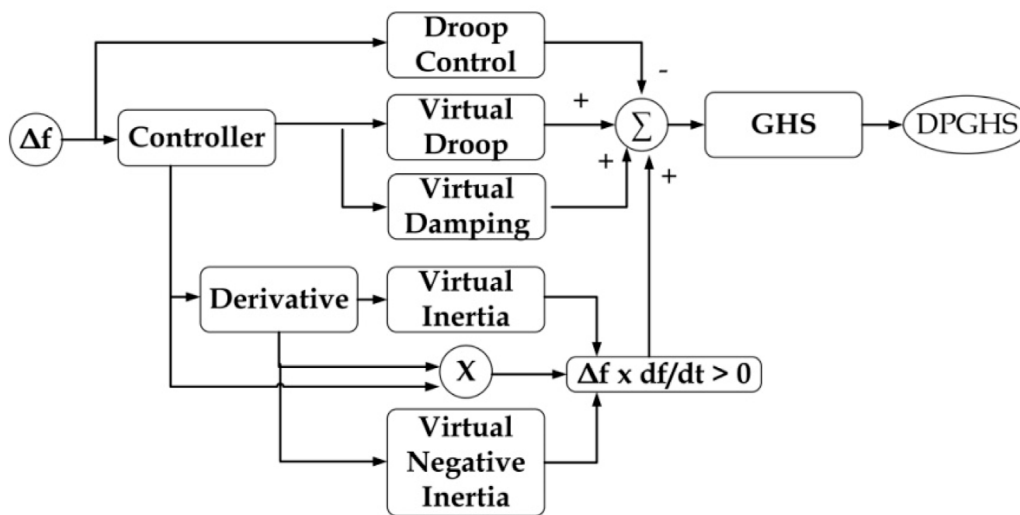 Droop
Control
-
Δf
Controller
Virtual
Droop
+
∑
GHS
DPGHS
+
+
Virtual
Damping
Derivative
Virtual
Inertia
X
Δf x df/dt > 0
Virtual
Negative
Inertia